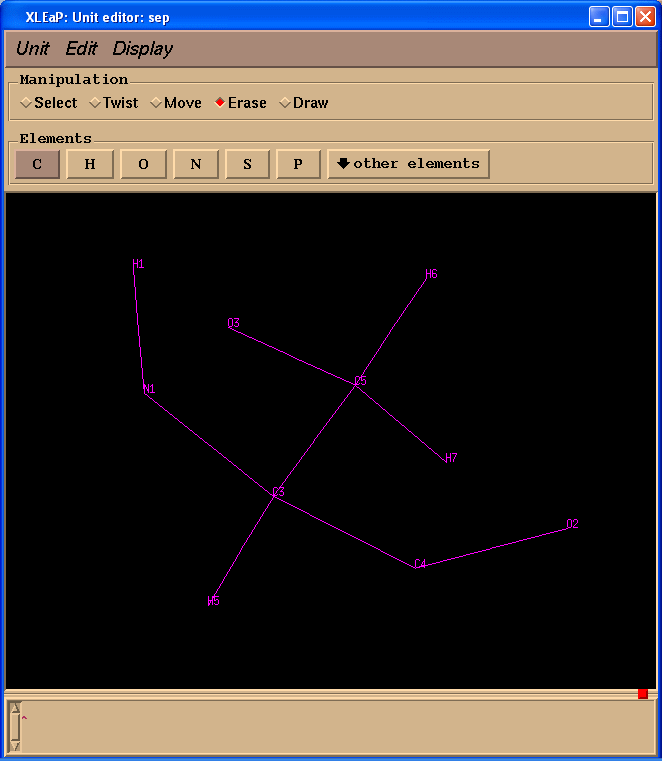 XLEaP: Unit editor: sep
Unit Edit Display
Manipulation
Select Twist Move Erase Draw
Elements
C H O N S P other elements
H1
H6
O3
C5
N1
H7
C3
O2
C4
H5